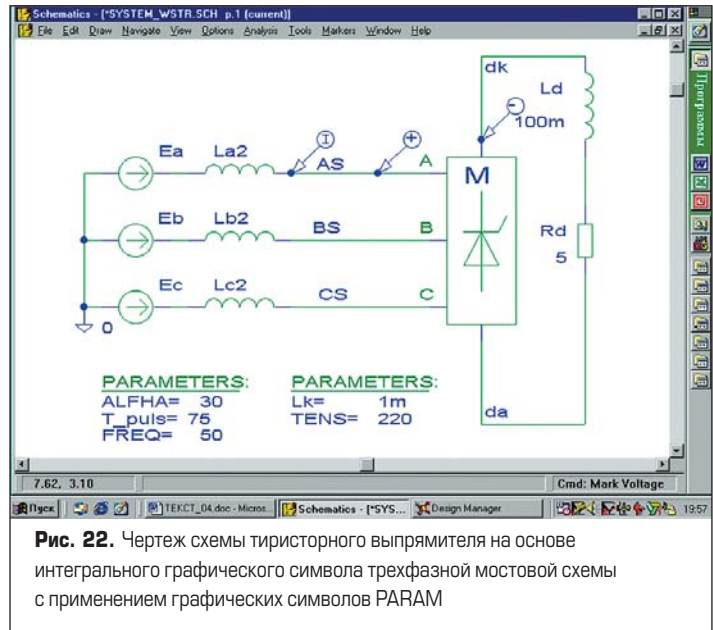 Schematics - [*SYSTEM_WSTR.SCH p.1 (current)]
File Edit Draw Navigate View Options Analysis Tools Markers Window Help
dk
Ld
100m
Ea La2 AS A
I
+
-
M
Eb Lb2 BS B
Rd
5
Ec Lc2 CS C
0
PARAMETERS: PARAMETERS:
ALFHA= 30 Lk= 1m
T_puls= 75 TENS= 220
FREQ= 50
da
Программы
7.62, 3.10 Cmd: Mark Voltage
Пуск ТЕКСТ_04.doc - Micros... Schematics - [*SYS... Design Manager 19:57
Рис. 22. Чертеж схемы тиристорного выпрямителя на основе
интегрального графического символа трехфазной мостовой схемы
с применением графических символов PARAM